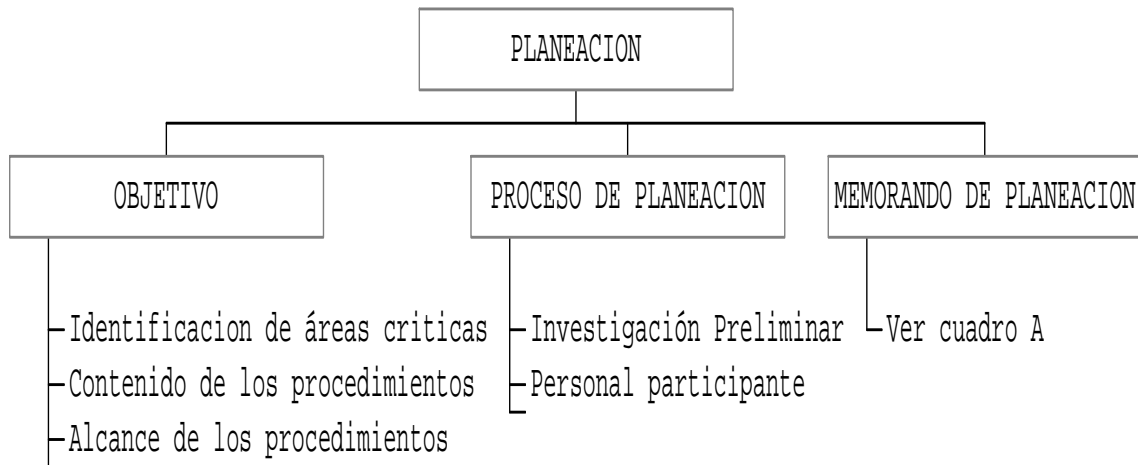 PLANEACION
OBJETIVO
PROCESO DE PLANEACION
MEMORANDO DE PLANEACION
Identificacion de áreas criticas
Contenido de los procedimientos
Alcance de los procedimientos
Investigación Preliminar
Personal participante
Ver cuadro A